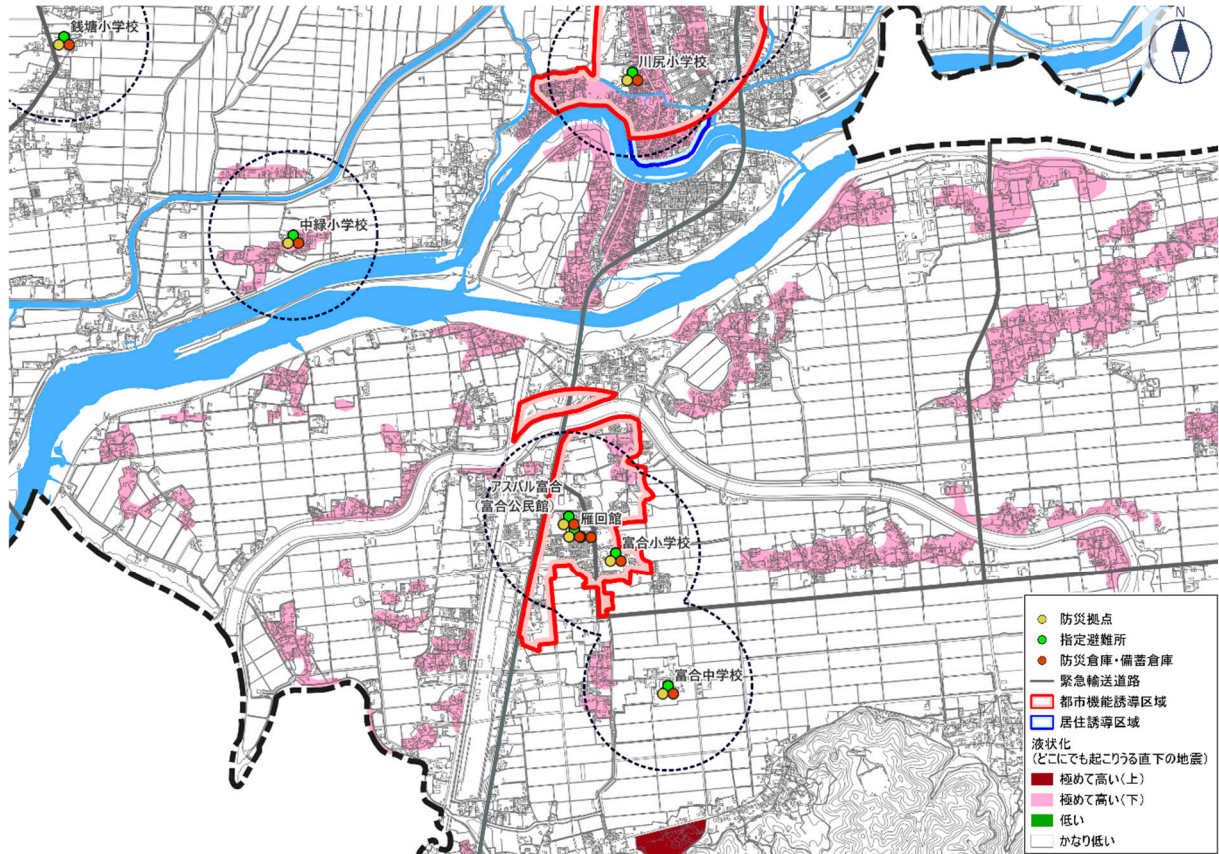 銭塘小学校
川尻小学校
N
中緑小学校
アスパル富合
(富合公民館)
雁回館
富合小学校
富合中学校
防災拠点
指定避難所
防災倉庫・備蓄倉庫
緊急輸送道路
都市機能誘導区域
居住誘導区域
液状化
(どこにでも起こりうる直下の地震)
極めて高い(上)
極めて高い(下)
低い
かなり低い